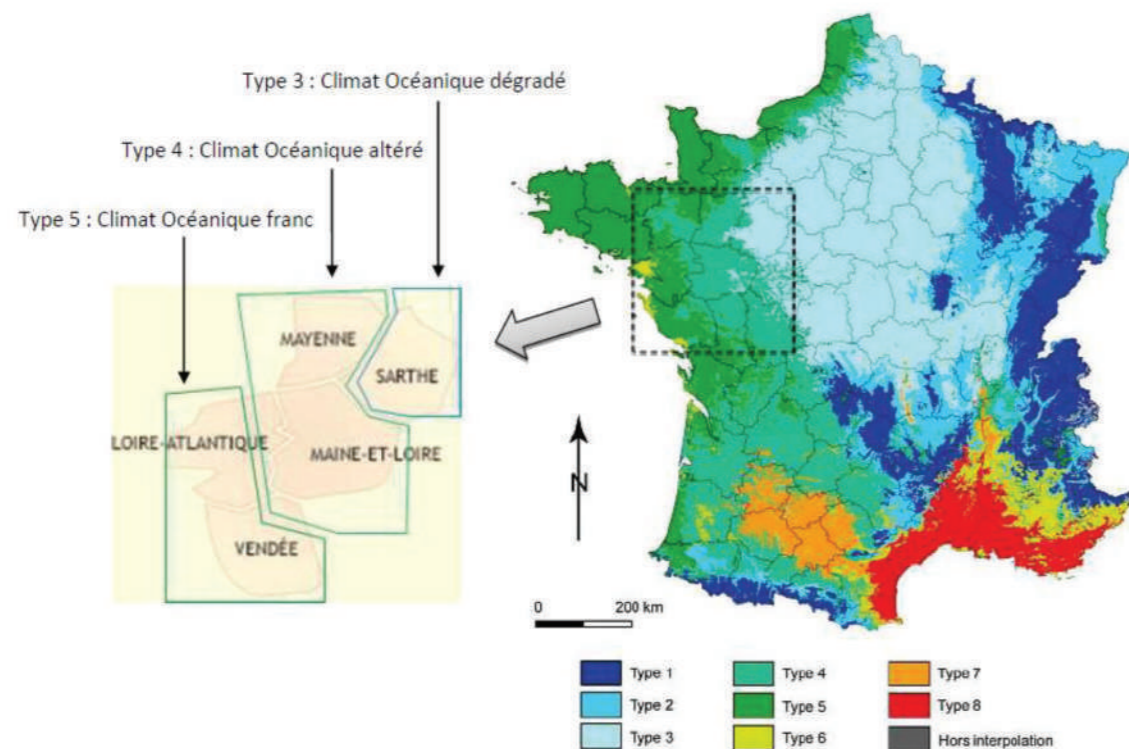 Type 3 : Climat Océanique dégradé
Type 4 : Climat Océanique altéré
Type 5 : Climat Océanique franc
MAYENNE
SARTHE
LOIRE-ATLANTIQUE
MAINE-ET-LOIRE
VENDÉE
N
0 200 km
Type 1
Type 2
Type 3
Type 4
Type 5
Type 6
Type 7
Type 8
Hors interpolation